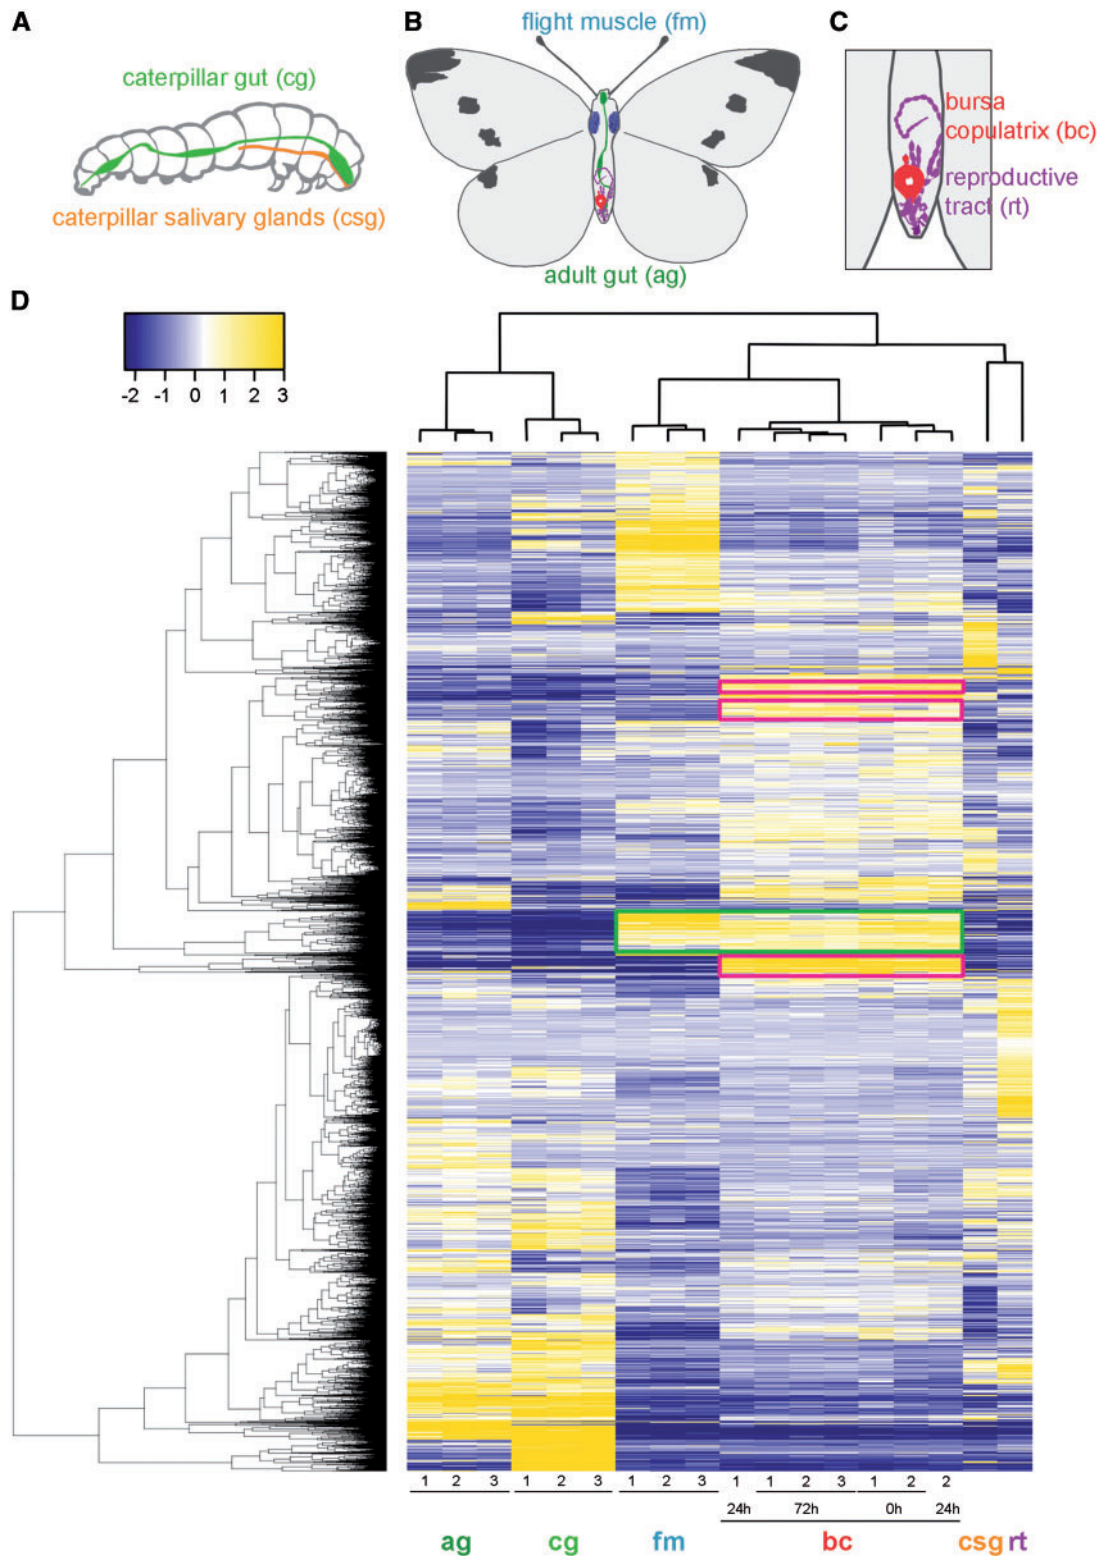 A
B
C
flight muscle (fm)
caterpillar gut (cg)
caterpillar salivary glands (csg)
adult gut (ag)
bursa
copulatrix (bc)
reproductive
tract (rt)
D
-2 -1 0 1 2 3
1 2 3 1 2 3 1 2 3 1 1 2 3 1 2 2
24h 72h 0h 24h
ag cg fm bc csg rt